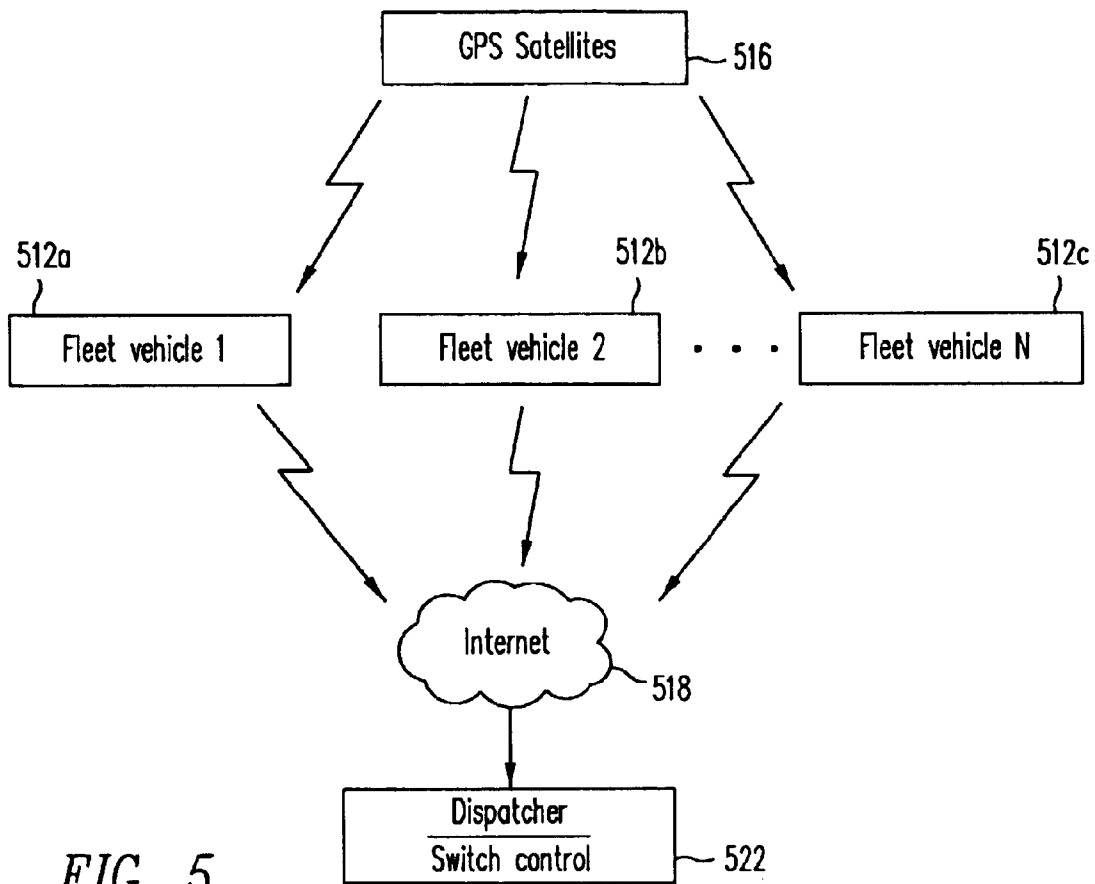 GPS Satellites
516
512a
512b
512c
Fleet vehicle 1
Fleet vehicle 2
Fleet vehicle N
Internet
518
Dispatcher
Switch control
522
FIG. 5